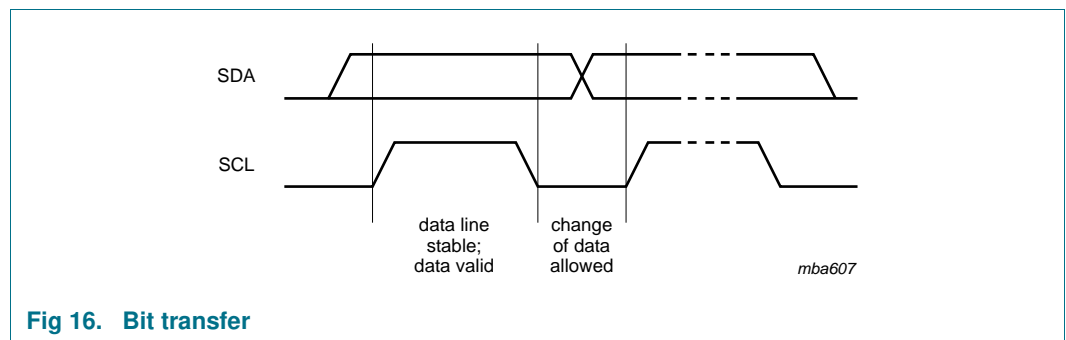 SDA
SCL
data line
stable;
data valid
change
of data
allowed
mba607
Fig 16. Bit transfer